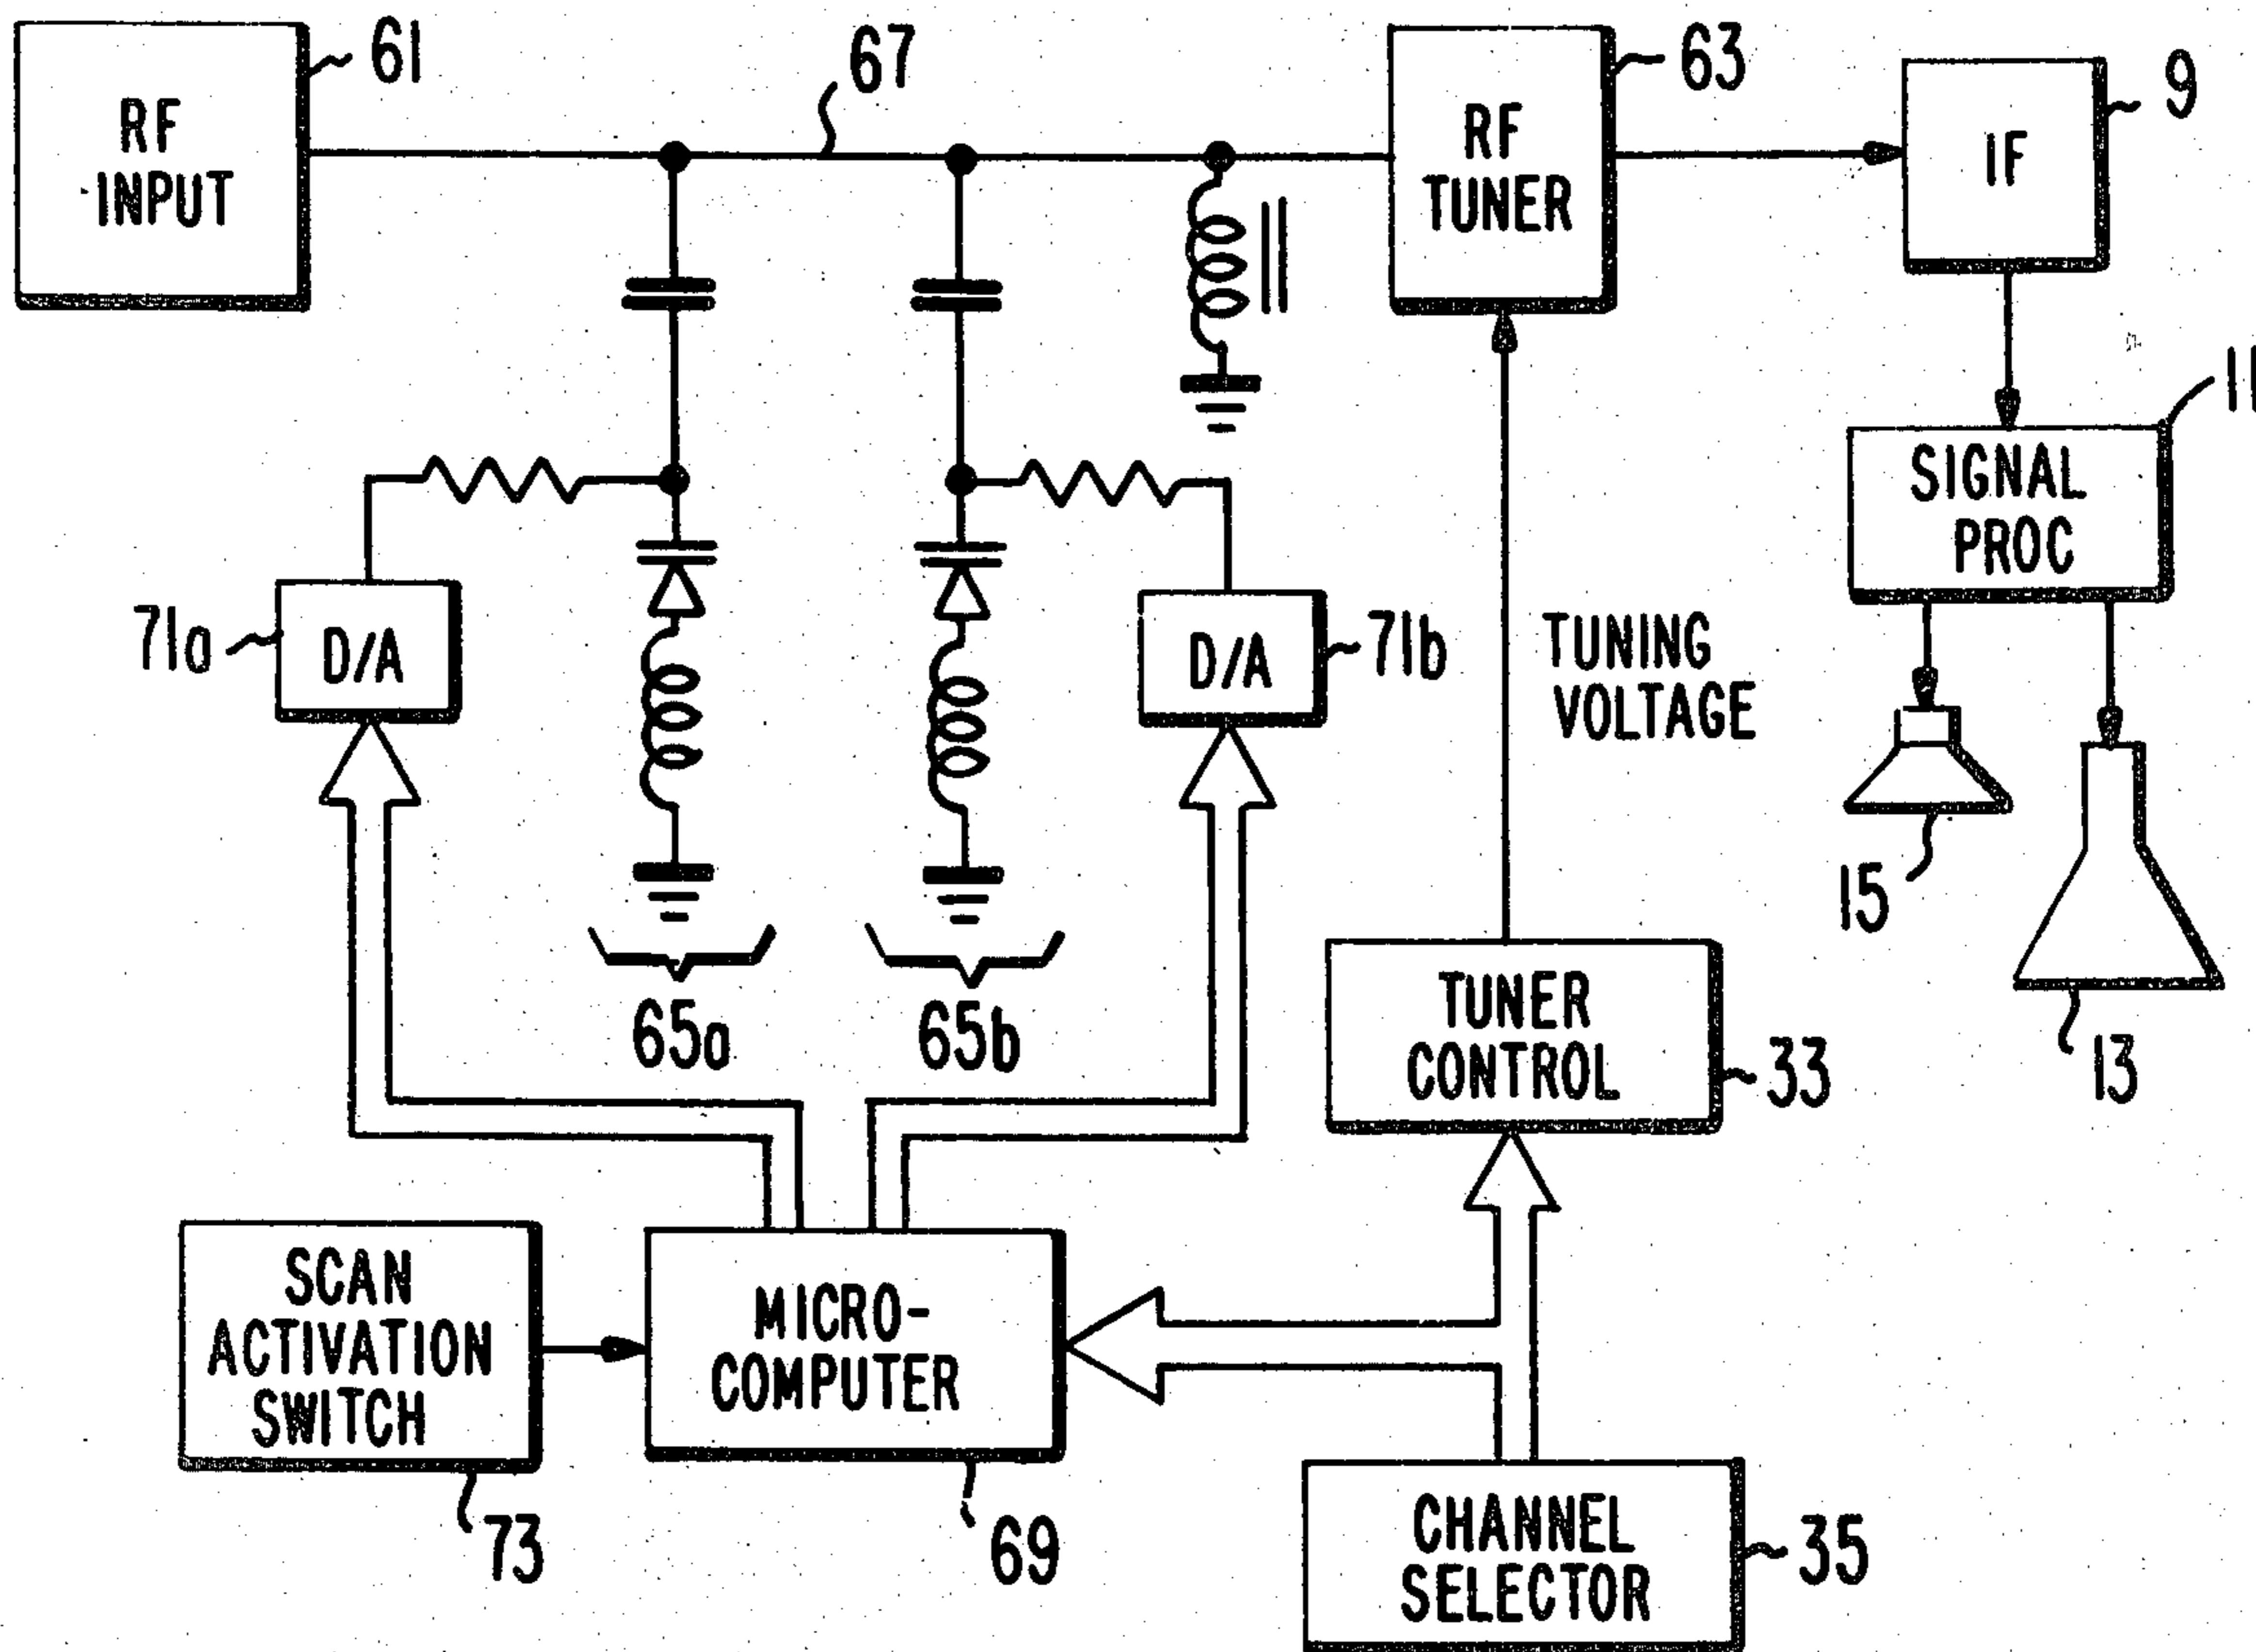 RF
INPUT
61
67
RF
TUNER
63
IF
9
SIGNAL
PROC
11
71a
D/A
D/A
71b
TUNING
VOLTAGE
15
13
65a
65b
TUNER
CONTROL
33
SCAN
ACTIVATION
SWITCH
73
MICRO-
COMPUTER
69
CHANNEL
SELECTOR
35